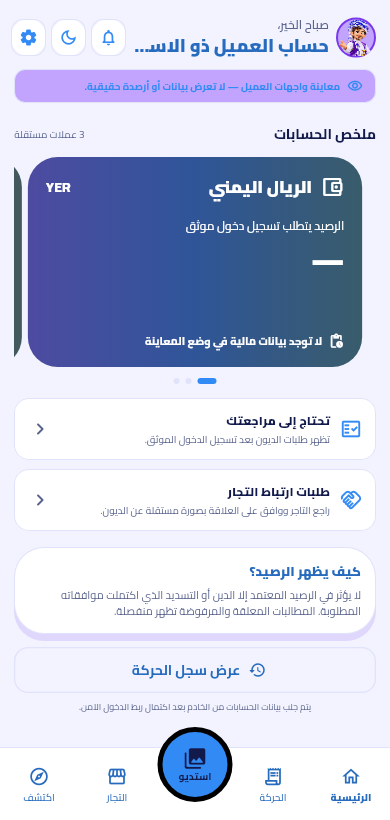 صباح الخير،
حساب العميل ذو الاسـ...
معاينة واجهات العميل — لا تعرض بيانات أو أرصدة حقيقية.
ملخص الحسابات
3 عملات مستقلة
الريال اليمني
YER
الرصيد يتطلب تسجيل دخول موثق
—
لا توجد بيانات مالية في وضع المعاينة
تحتاج إلى مراجعتك
تظهر طلبات الديون بعد تسجيل الدخول الموثق.
طلبات ارتباط التجار
راجع التاجر ووافق على العلاقة بصورة مستقلة عن الديون.
كيف يظهر الرصيد؟
لا يؤثر في الرصيد المعتمد إلا الدين أو التسديد الذي اكتملت موافقاته
المطلوبة. المطالبات المعلقة والمرفوضة تظهر منفصلة.
عرض سجل الحركة
يتم جلب بيانات الحسابات من الخادم بعد اكتمال ربط الدخول الآمن.
الرئيسية
الحركة
استديو
التجار
اكتشف